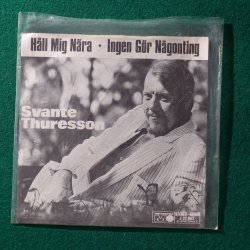 Håll Mig Nära · Ingen Gör Någonting
Svante
Thuresson